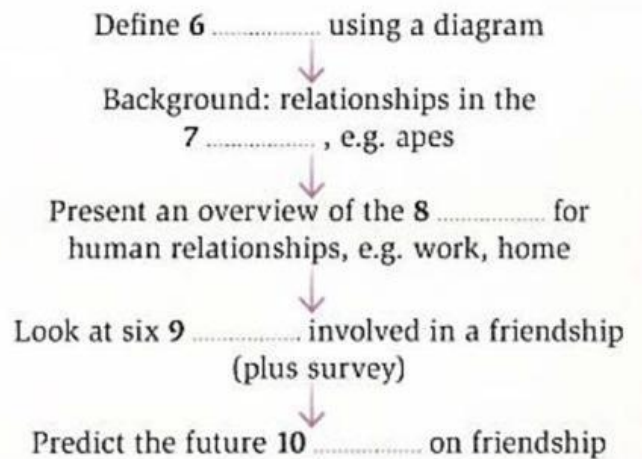 Define 6 .................. using a diagram
Background: relationships in the
7 .................. , e.g. apes
Present an overview of the 8 .................. for
human relationships, e.g. work, home
Look at six 9 .................. involved in a friendship
(plus survey)
Predict the future 10 .................. on friendship